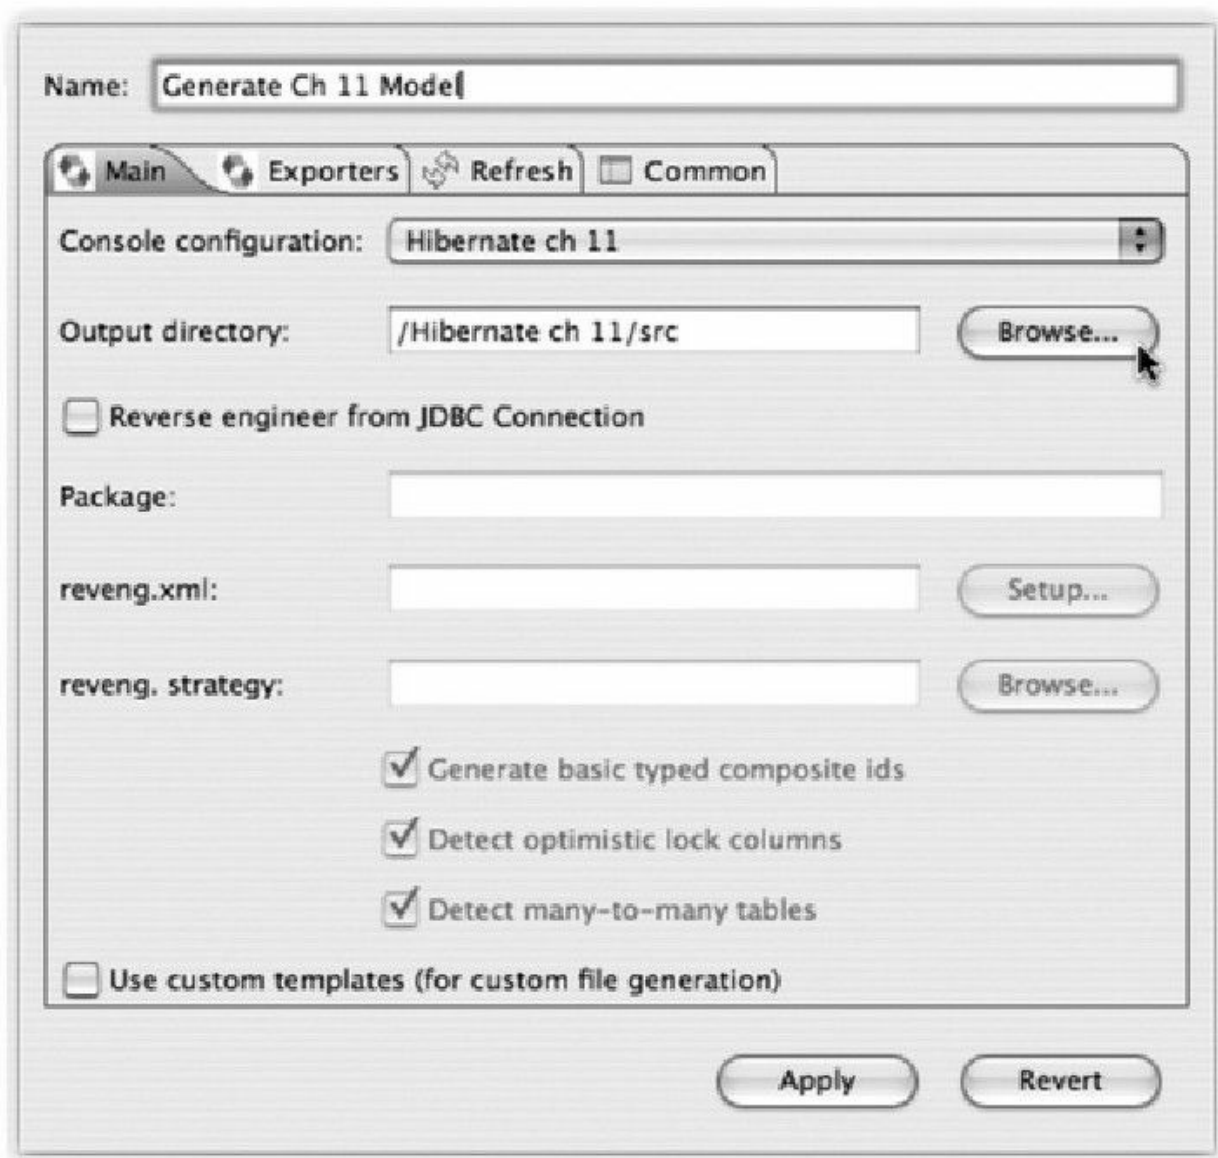 Name: Generate Ch 11 Model
Main Exporters Refresh Common
Console configuration: Hibernate ch 11
Output directory: /Hibernate ch 11/src Browse...
Reverse engineer from JDBC Connection
Package:
reveng.xml: Setup...
reveng. strategy: Browse...
Generate basic typed composite ids
Detect optimistic lock columns
Detect many-to-many tables
Use custom templates (for custom file generation)
Apply Revert